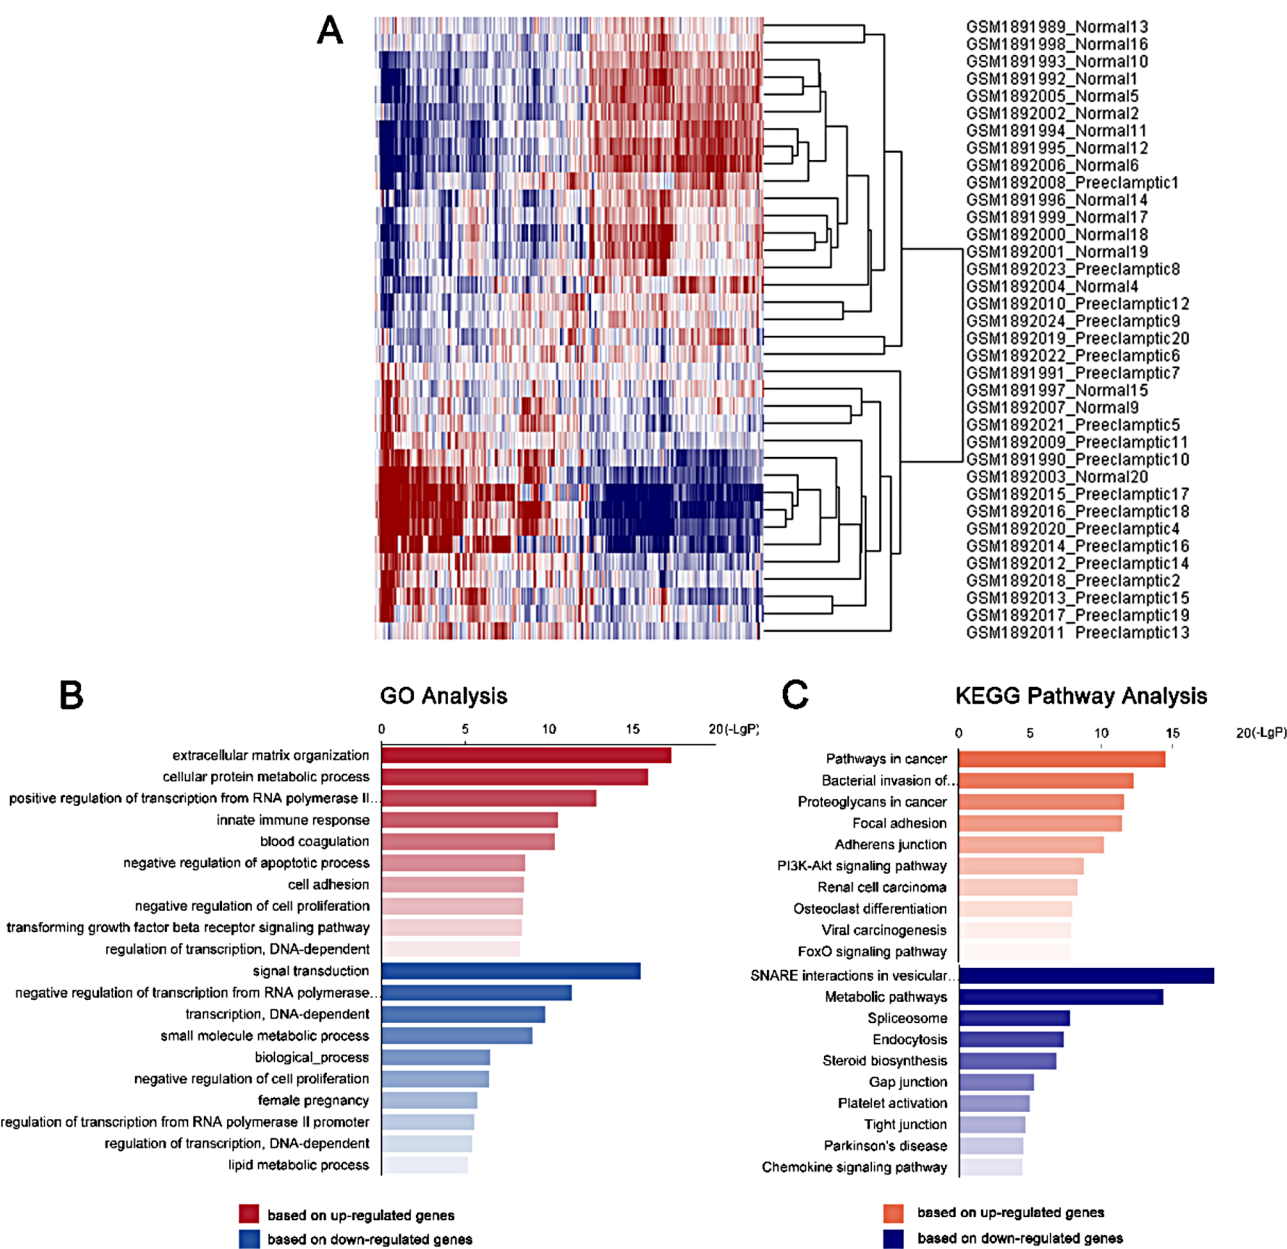 A
GSM1891989_Normal13
GSM1891998_Normal16
GSM1891993_Normal10
GSM1891992_Normal1
GSM1892005_Normal5
GSM1892002_Normal2
GSM1891994_Normal11
GSM1891995_Normal12
GSM1892006_Normal6
GSM1892008_Preeclamptic1
GSM1891996_Normal14
GSM1891999_Normal17
GSM1892000_Normal18
GSM1892001_Normal19
GSM1892023_Preeclamptic8
GSM1892004_Normal4
GSM1892010_Preeclamptic12
GSM1892024_Preeclamptic9
GSM1892019_Preeclamptic20
GSM1892022_Preeclamptic6
GSM1891991_Preeclamptic7
GSM1891997_Normal15
GSM1892007_Normal9
GSM1892021_Preeclamptic5
GSM1892009_Preeclamptic11
GSM1891990_Preeclamptic10
GSM1892003_Normal20
GSM1892015_Preeclamptic17
GSM1892016_Preeclamptic18
GSM1892020_Preeclamptic4
GSM1892014_Preeclamptic16
GSM1892012_Preeclamptic14
GSM1892018_Preeclamptic2
GSM1892013_Preeclamptic15
GSM1892017_Preeclamptic19
GSM1892011_Preeclamptic13
B
GO Analysis
0 5 10 15 20(-LgP)
extracellular matrix organization
cellular protein metabolic process
positive regulation of transcription from RNA polymerase II...
innate immune response
blood coagulation
negative regulation of apoptotic process
cell adhesion
negative regulation of cell proliferation
transforming growth factor beta receptor signaling pathway
regulation of transcription, DNA-dependent
signal transduction
negative regulation of transcription from RNA polymerase...
transcription, DNA-dependent
small molecule metabolic process
biological_process
negative regulation of cell proliferation
female pregnancy
regulation of transcription from RNA polymerase II promoter
regulation of transcription, DNA-dependent
lipid metabolic process
based on up-regulated genes
based on down-regulated genes
C
KEGG Pathway Analysis
0 5 10 15 20(-LgP)
Pathways in cancer
Bacterial invasion of...
Proteoglycans in cancer
Focal adhesion
Adherens junction
PI3K-Akt signaling pathway
Renal cell carcinoma
Osteoclast differentiation
Viral carcinogenesis
FoxO signaling pathway
SNARE interactions in vesicular...
Metabolic pathways
Spliceosome
Endocytosis
Steroid biosynthesis
Gap junction
Platelet activation
Tight junction
Parkinson's disease
Chemokine signaling pathway
based on up-regulated genes
based on down-regulated genes